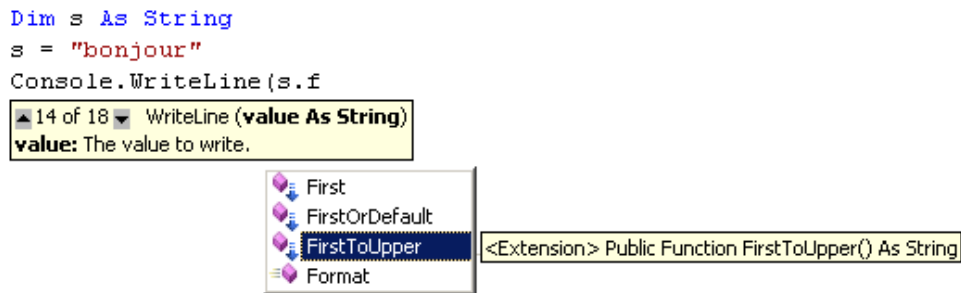 Dim s As String
s = "bonjour"
Console.WriteLine(s.f
14 of 18 WriteLine (value As String)
value: The value to write.
First
FirstOrDefault
FirstToUpper <Extension> Public Function FirstToUpper() As String
Format